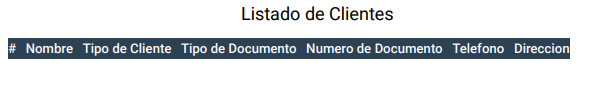 Listado de Clientes
# Nombre Tipo de Cliente Tipo de Documento Numero de Documento Telefono Direccion